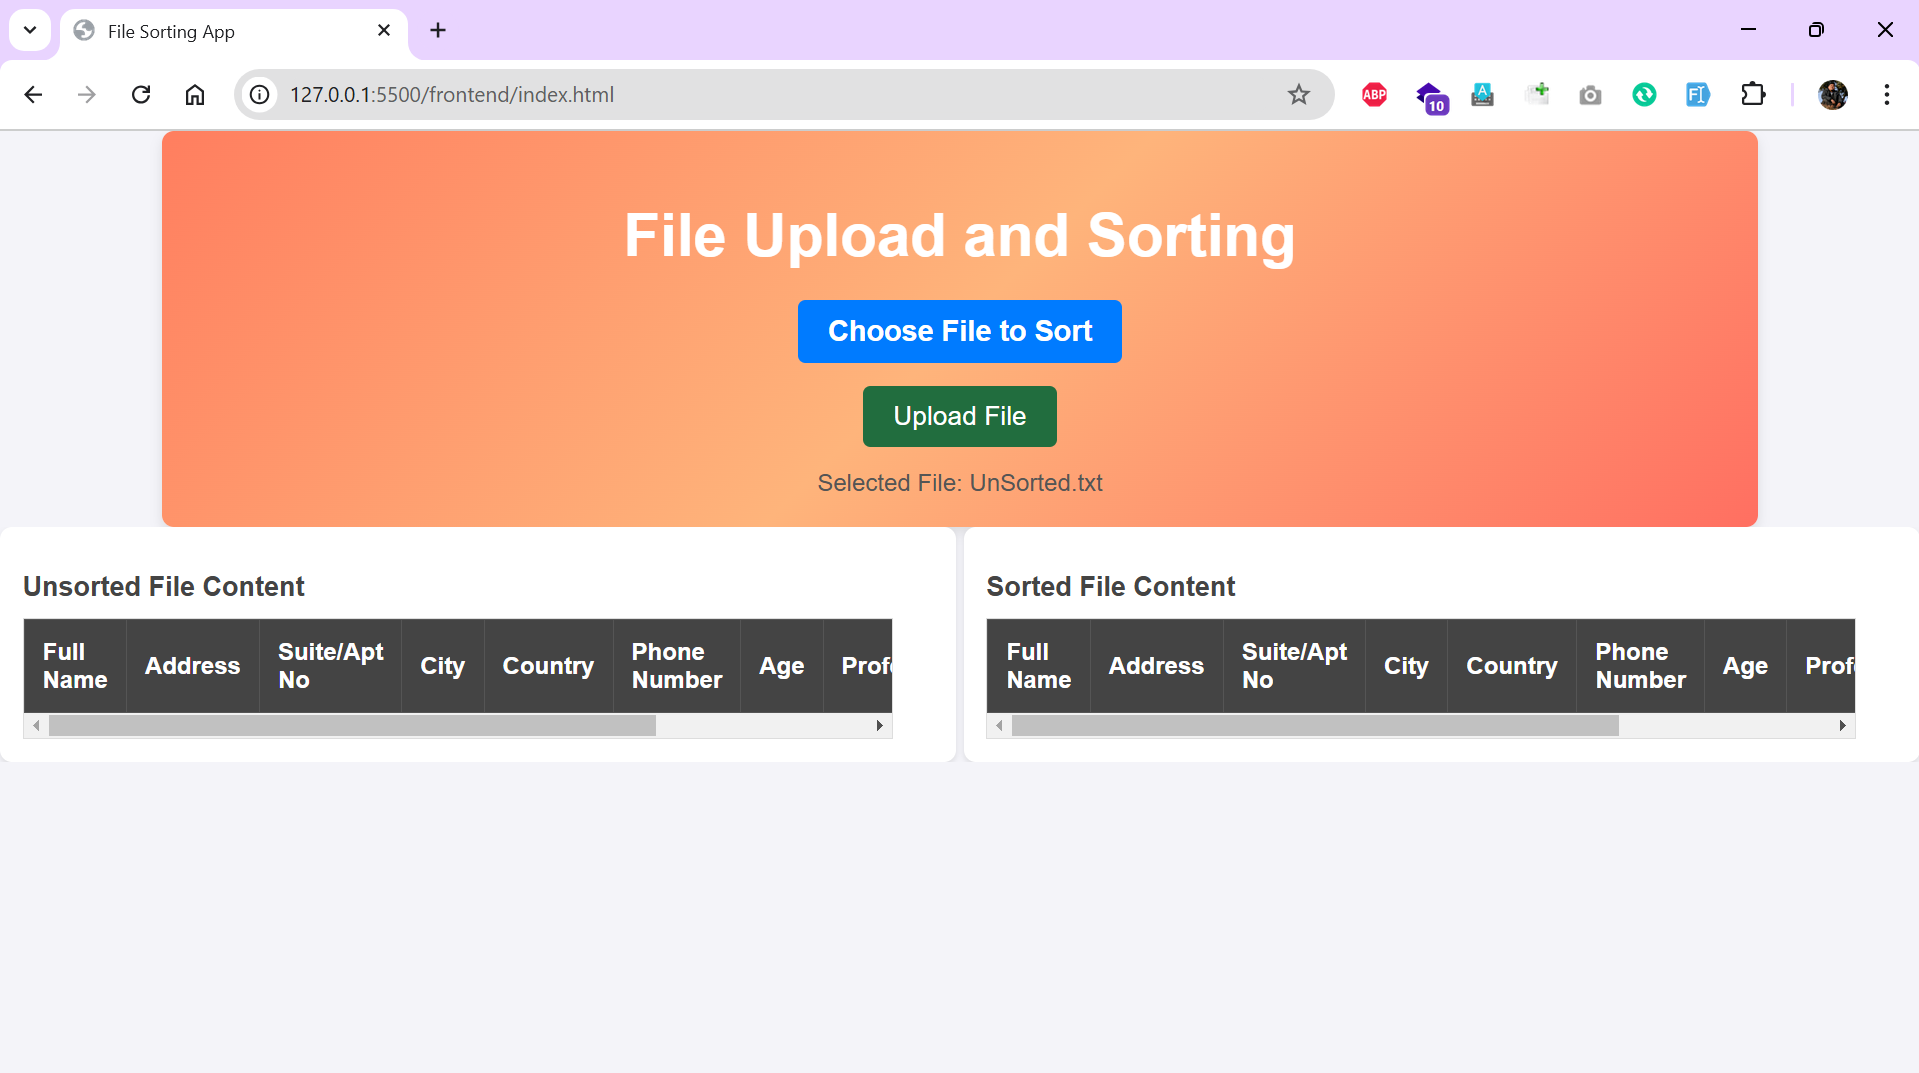 File Sorting App
127.0.0.1:5500/frontend/index.html
ABP
10
A
FI
File Upload and Sorting
Choose File to Sort
Upload File
Selected File: UnSorted.txt
Unsorted File Content
Full Name Address Suite/Apt No City Country Phone Number Age Profe
Sorted File Content
Full Name Address Suite/Apt No City Country Phone Number Age Prof